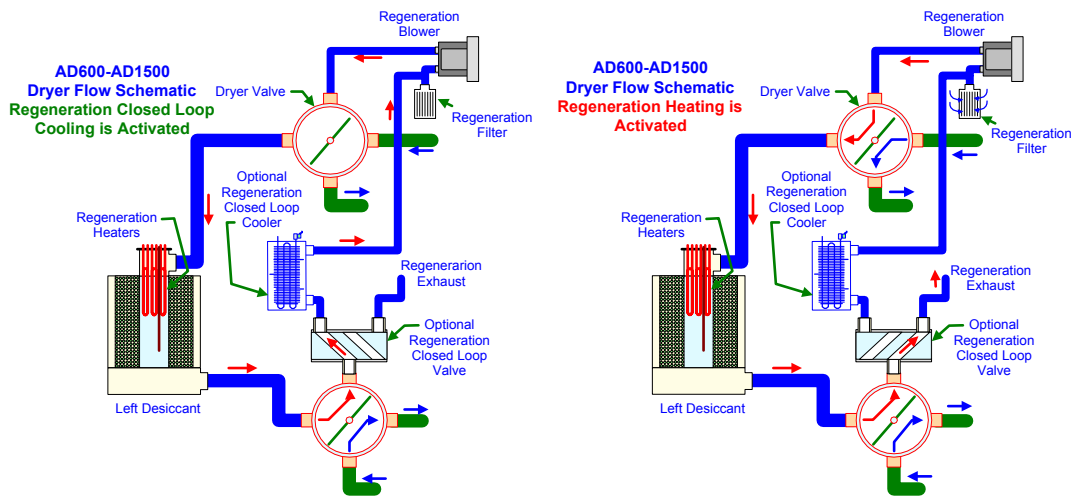 Regeneration
Blower
AD600-AD1500
Dryer Flow Schematic
Regeneration Closed Loop
Cooling is Activated
Dryer Valve
Regeneration
Filter
Optional
Regeneration
Closed Loop
Cooler
Regeneration
Heaters
Regenerarion
Exhaust
Optional
Regeneration
Closed Loop
Valve
Left Desiccant
Regeneration
Blower
AD600-AD1500
Dryer Flow Schematic
Regeneration Heating is
Activated
Dryer Valve
Regeneration
Filter
Optional
Regeneration
Closed Loop
Cooler
Regeneration
Heaters
Regeneration
Exhaust
Optional
Regeneration
Closed Loop
Valve
Left Desiccant